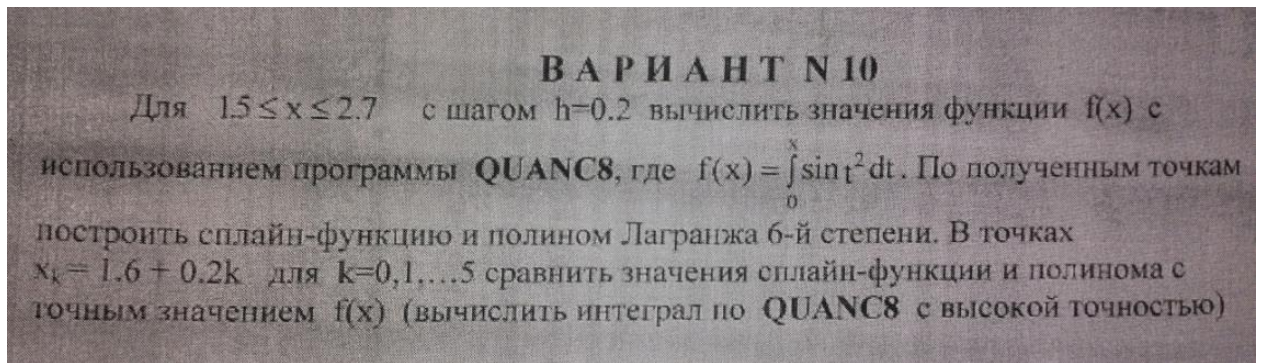 ВАРИАНТ N 10
Для 1.5 ≤ x ≤ 2.7 с шагом h=0.2 вычислить значения функции f(x) с
использованием программы QUANC8, где f(x) = ∫₀ˣ sin t² dt. По полученным точкам
построить сплайн-функцию и полином Лагранжа 6-й степени. В точках
xₖ = 1.6 + 0.2k для k=0,1,...5 сравнить значения сплайн-функции и полинома с
точным значением f(x) (вычислить интеграл по QUANC8 с высокой точностью)